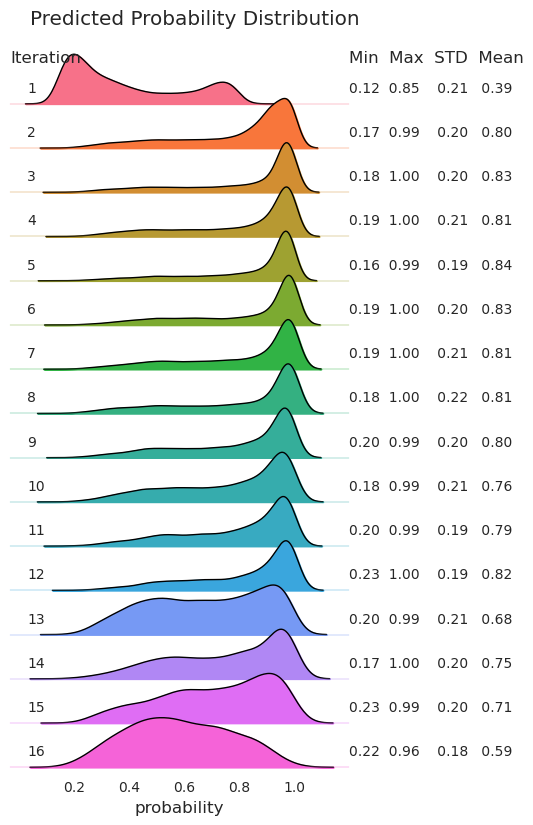 Predicted Probability Distribution
Iteration Min Max STD Mean
1 0.12 0.85 0.21 0.39
2 0.17 0.99 0.20 0.80
3 0.18 1.00 0.20 0.83
4 0.19 1.00 0.21 0.81
5 0.16 0.99 0.19 0.84
6 0.19 1.00 0.20 0.83
7 0.19 1.00 0.21 0.81
8 0.18 1.00 0.22 0.81
9 0.20 0.99 0.20 0.80
10 0.18 0.99 0.21 0.76
11 0.20 0.99 0.19 0.79
12 0.23 1.00 0.19 0.82
13 0.20 0.99 0.21 0.68
14 0.17 1.00 0.20 0.75
15 0.23 0.99 0.20 0.71
16 0.22 0.96 0.18 0.59
0.2 0.4 0.6 0.8 1.0
probability